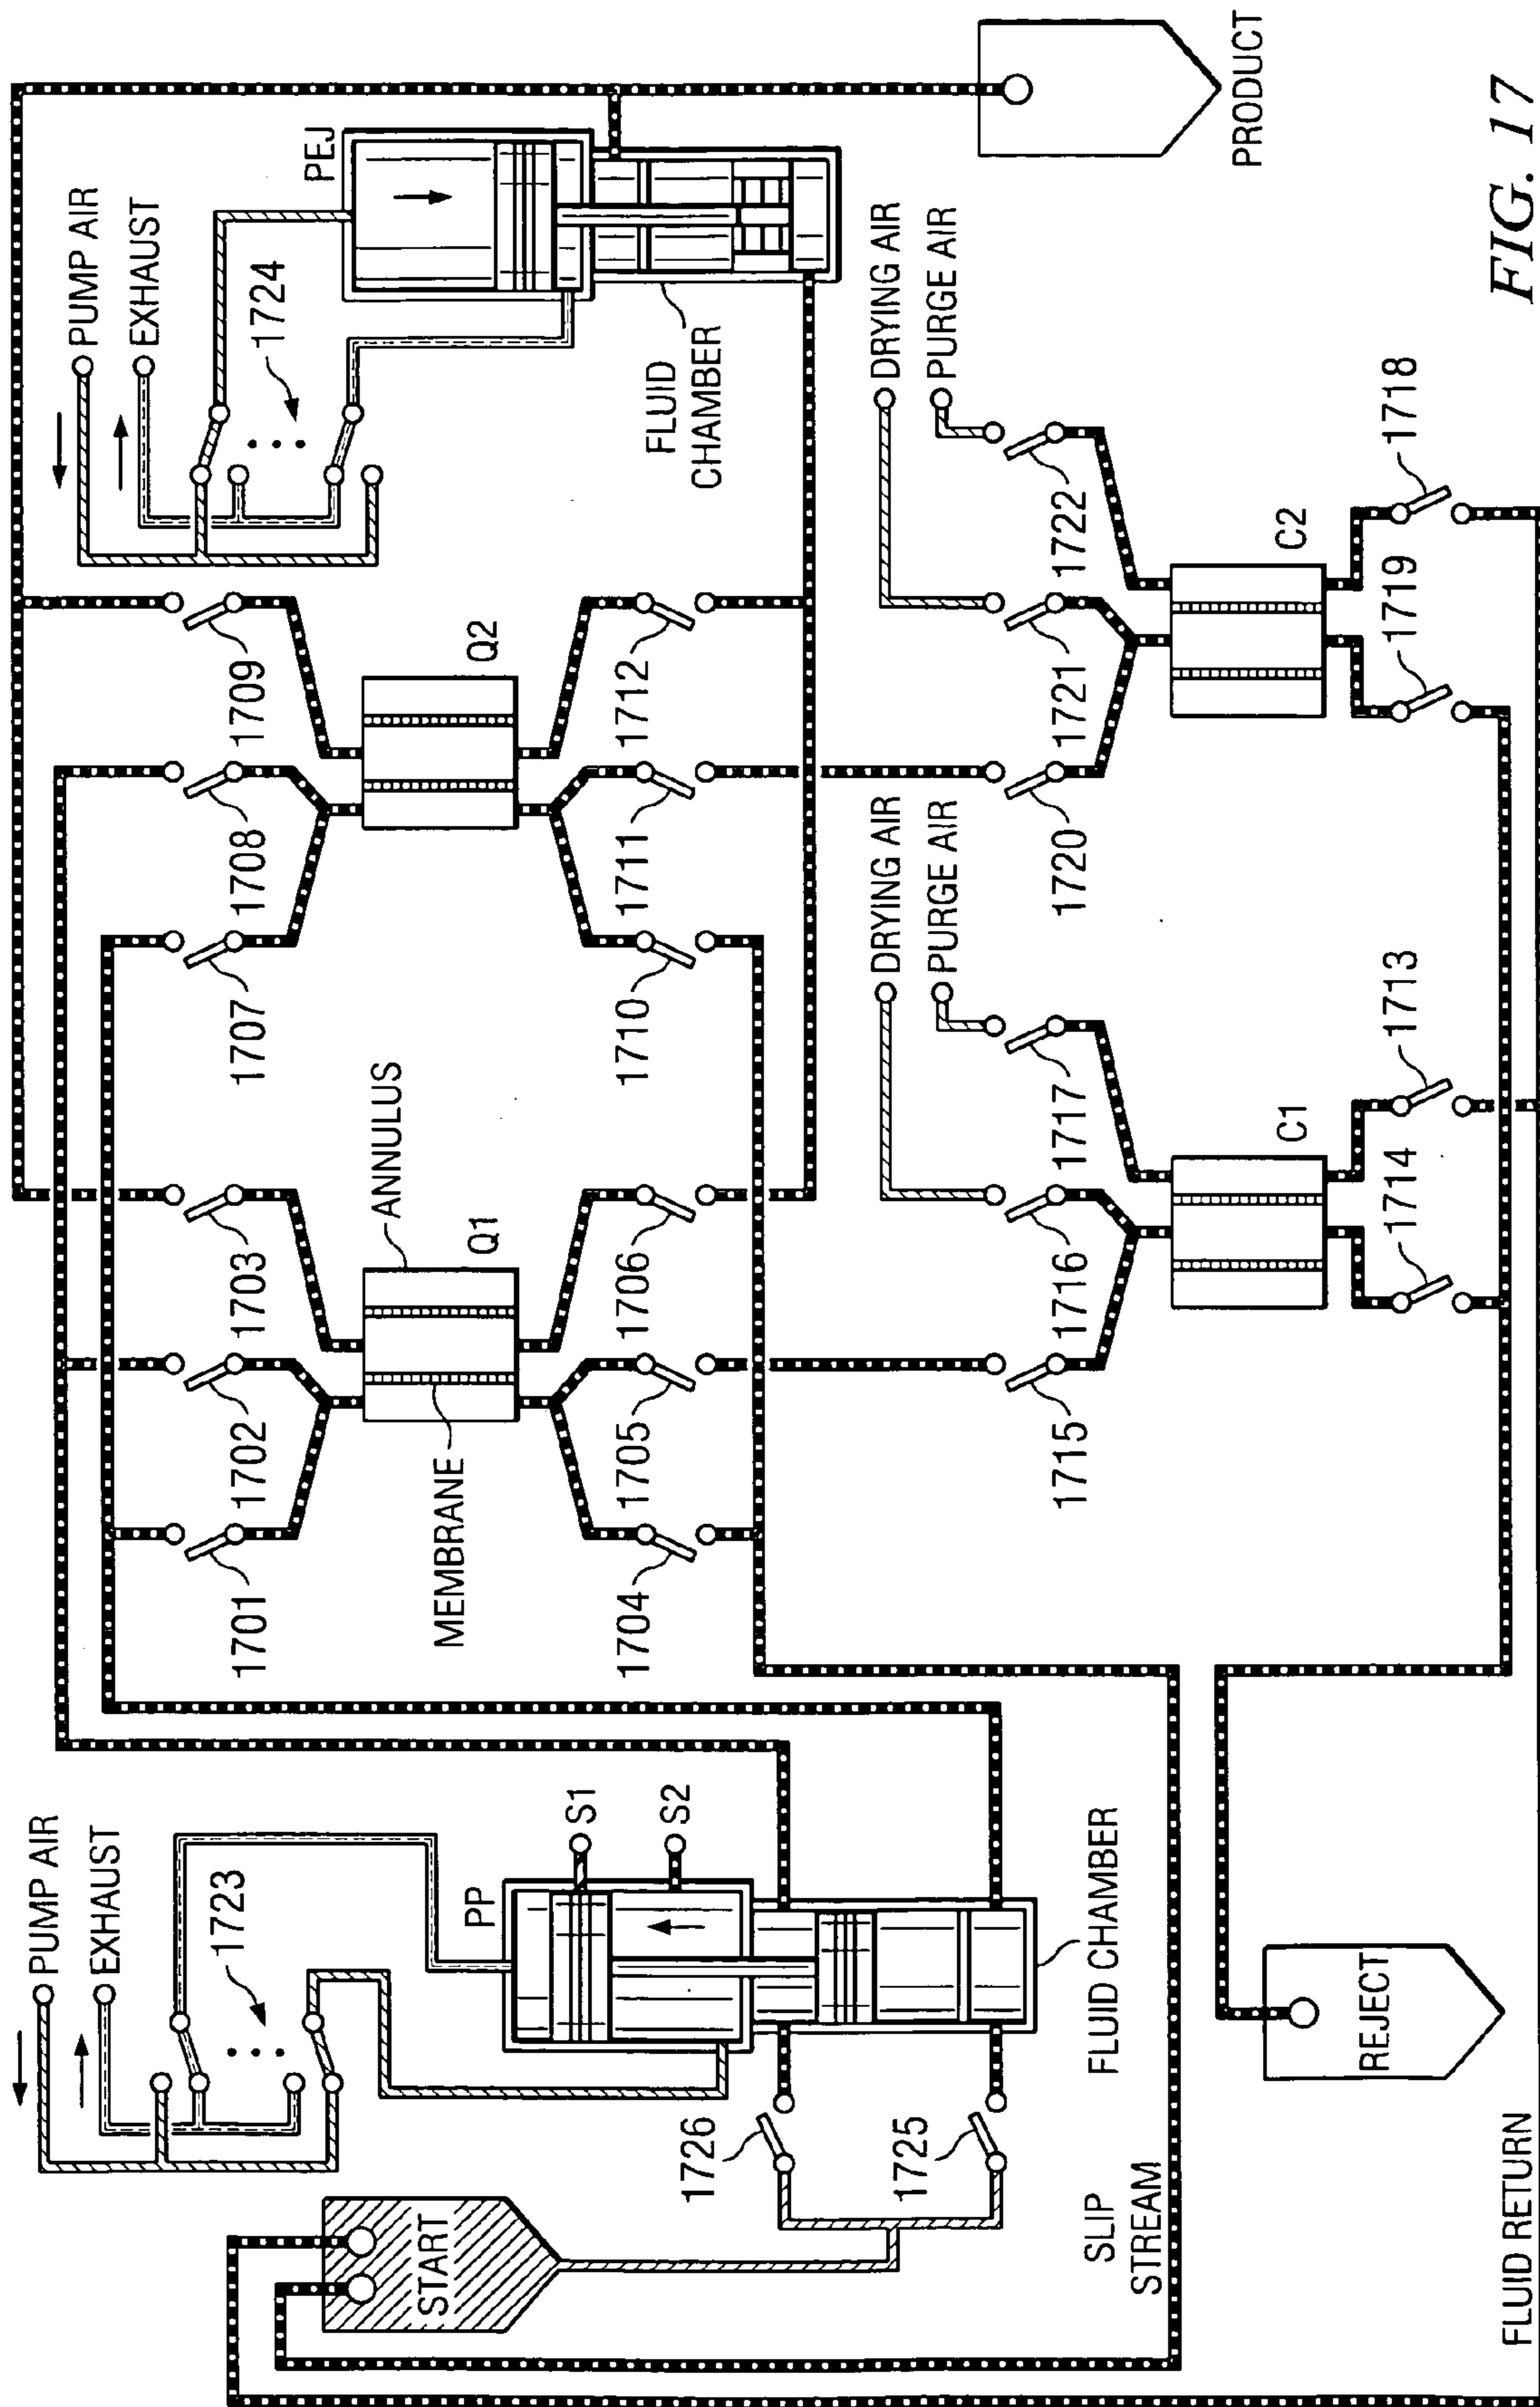 PUMP AIR
EXHAUST
1723
START
PP
S1
S2
1726
1725
SLIP
STREAM
FLUID CHAMBER
REJECT
FLUID RETURN
1701
1702
1703
MEMBRANE
ANNULUS
Q1
1704
1705
1706
1707
1708
1709
Q2
1710
1711
1712
PUMP AIR
EXHAUST
1724
PEJ
FLUID
CHAMBER
PRODUCT
DRYING AIR
PURGE AIR
1715
1716
1717
C1
1714
1713
DRYING AIR
PURGE AIR
1720
1721
1722
C2
1719
1718
FIG. 17